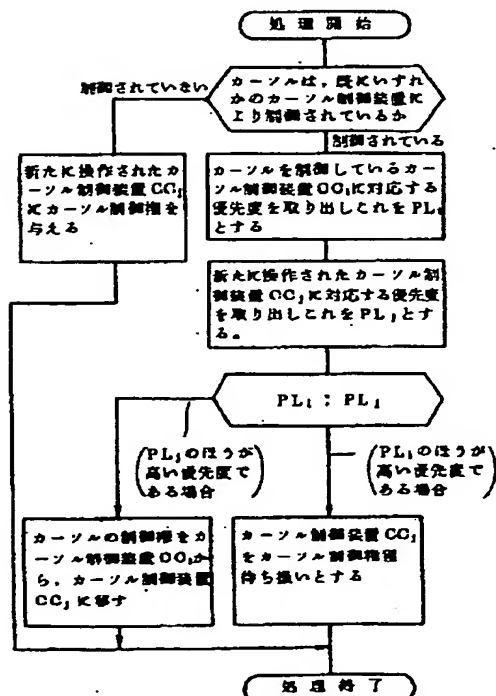 処理開始
カーソルは，既にいずれ
かのカーソル制御装置に
より制御されているか
制御されていない
制御されている
新たに操作されたカ
ーソル制御装置CCj
にカーソル制御権を
与える
カーソルを制御しているカー
ソル制御装置CCiに対応する
優先度を取り出しこれをPLi
とする
新たに操作されたカーソル制
御装置CCjに対応する優先度
を取り出しこれをPLjとす
る。
PLi：PLj
PLjのほうが
高い優先度で
ある場合
PLiのほうが
高い優先度で
ある場合
カーソルの制御権をカ
ーソル制御装置CCiか
ら，カーソル制御装置
CCjに移す
カーソル制御装置CCj
をカーソル制御権獲
待ち扱いとする
処理終了